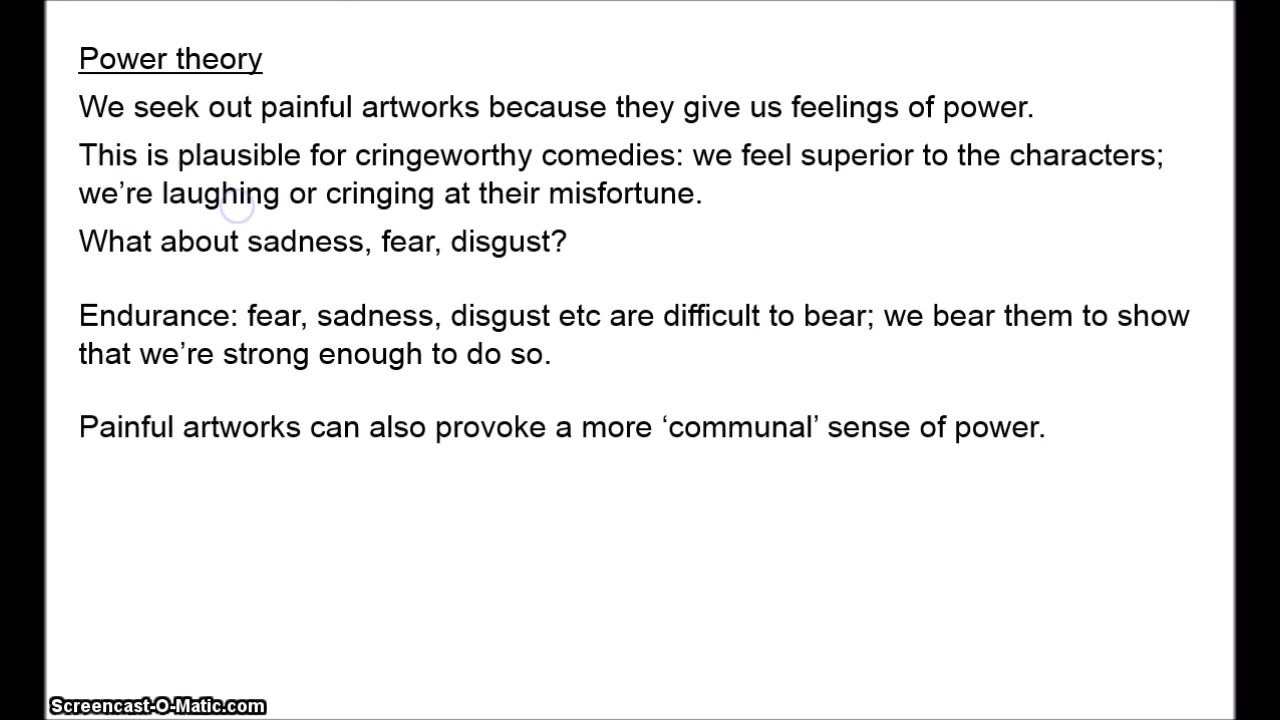 Power theory
We seek out painful artworks because they give us feelings of power.
This is plausible for cringeworthy comedies: we feel superior to the characters;
we’re laughing or cringing at their misfortune.
What about sadness, fear, disgust?
Endurance: fear, sadness, disgust etc are difficult to bear; we bear them to show
that we’re strong enough to do so.
Painful artworks can also provoke a more ‘communal’ sense of power.
Screencast-O-Matic.com